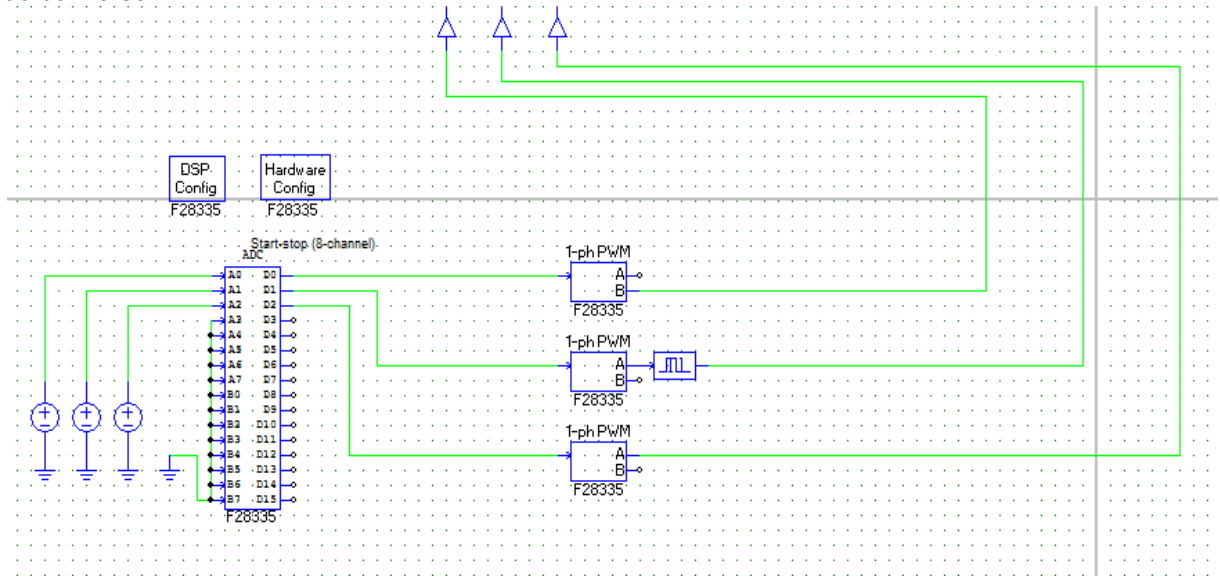 DSP
Config
F28335
Hardware
Config
F28335
Start-stop (8-channel)
ADC
A0 D0
A1 D1
A2 D2
A3 D3
A4 D4
A5 D5
A6 D6
A7 D7
B0 D8
B1 D9
B2 D10
B3 D11
B4 D12
B5 D13
B6 D14
B7 D15
F28335
1-ph PWM
A
B
F28335
1-ph PWM
A
B
F28335
1-ph PWM
A
B
F28335